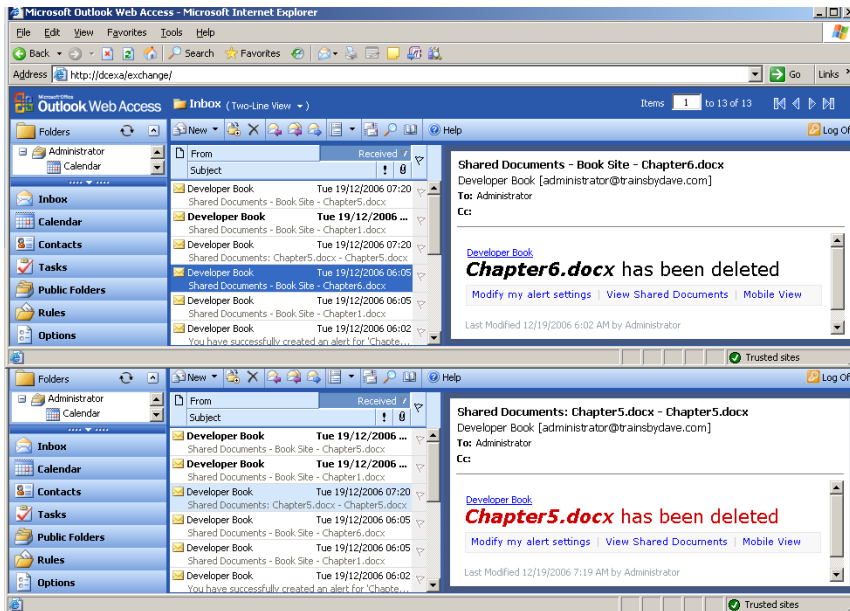 Microsoft Outlook Web Access - Microsoft Internet Explorer
File Edit View Favorites Tools Help
Back Search Favorites
Address http://dcexa/exchange/ Go Links »
Microsoft Office
Outlook Web Access Inbox (Two-Line View) Items 1 to 13 of 13
Folders New Help Log Of
Administrator
Calendar
Inbox
Calendar
Contacts
Tasks
Public Folders
Rules
Options
From Received
Subject
Developer Book Tue 19/12/2006 07:20
Shared Documents - Book Site - Chapter5.docx
Developer Book Tue 19/12/2006 ...
Shared Documents - Book Site - Chapter1.docx
Developer Book Tue 19/12/2006 07:20
Shared Documents: Chapter5.docx - Chapter5.docx
Developer Book Tue 19/12/2006 06:05
Shared Documents - Book Site - Chapter6.docx
Developer Book Tue 19/12/2006 06:05
Shared Documents - Book Site - Chapter1.docx
Developer Book Tue 19/12/2006 06:02
You have successfully created an alert for 'Chapte...
Shared Documents - Book Site - Chapter6.docx
Developer Book [administrator@trainsbydave.com]
To: Administrator
Cc:
Developer Book
Chapter6.docx has been deleted
Modify my alert settings | View Shared Documents | Mobile View
Last Modified 12/19/2006 6:02 AM by Administrator
Trusted sites
Folders New Help Log Of
Administrator
Calendar
Inbox
Calendar
Contacts
Tasks
Public Folders
Rules
Options
From Received
Subject
Developer Book Tue 19/12/2006 ...
Shared Documents - Book Site - Chapter5.docx
Developer Book Tue 19/12/2006 ...
Shared Documents - Book Site - Chapter1.docx
Developer Book Tue 19/12/2006 07:20
Shared Documents: Chapter5.docx - Chapter5.docx
Developer Book Tue 19/12/2006 06:05
Shared Documents - Book Site - Chapter6.docx
Developer Book Tue 19/12/2006 06:05
Shared Documents - Book Site - Chapter1.docx
Developer Book Tue 19/12/2006 06:02
You have successfully created an alert for 'Chapte...
Shared Documents: Chapter5.docx - Chapter5.docx
Developer Book [administrator@trainsbydave.com]
To: Administrator
Cc:
Developer Book
Chapter5.docx has been deleted
Modify my alert settings | View Shared Documents | Mobile View
Last Modified 12/19/2006 7:19 AM by Administrator
Trusted sites